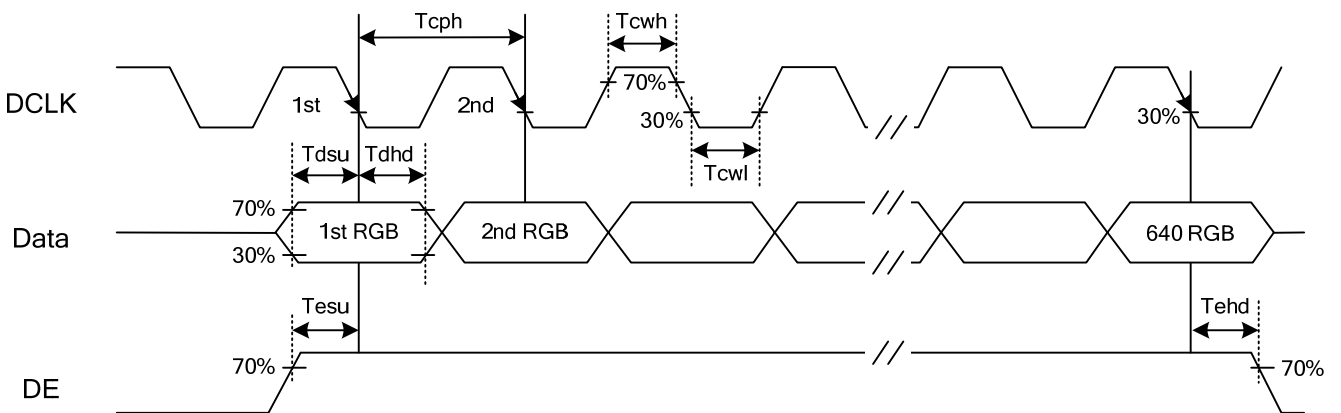 Tcph
Tcwh
DCLK
1st
2nd
70%
30%
30%
Tcwl
Tdsu
Tdhd
70%
Data
1st RGB
2nd RGB
640 RGB
30%
Tesu
Tehd
70%
70%
DE